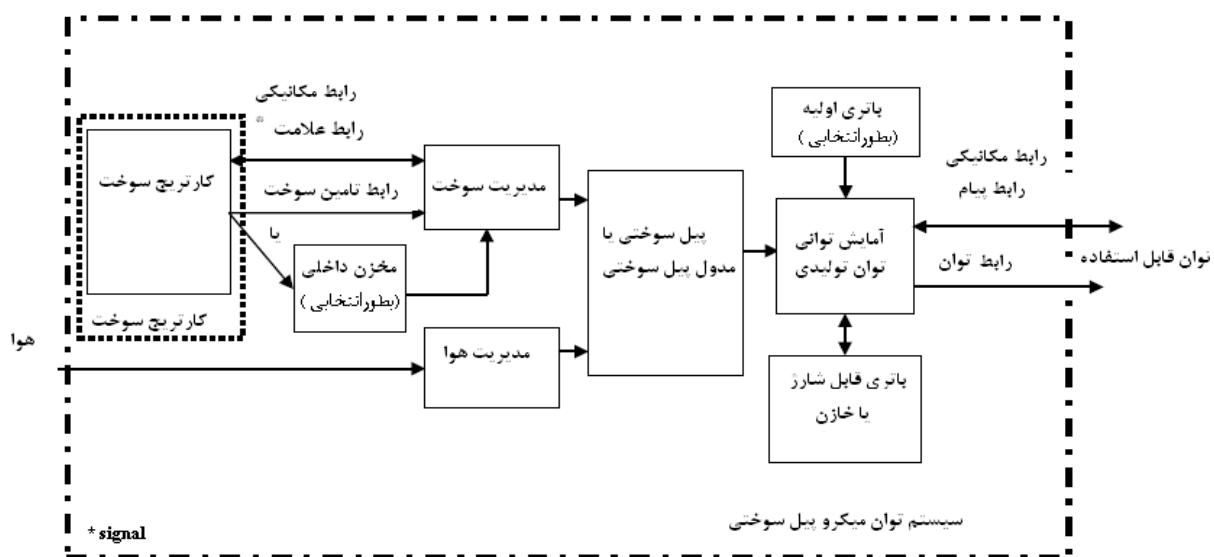 رابط مکانیکی
رابط علامت *
کارتریج سوخت
رابط تامین سوخت
یا
مدیریت سوخت
مخزن داخلی
(بطورانتخابی )
کارتریج سوخت
هوا
مدیریت هوا
پیل سوختی یا
مدول پیل سوختی
باتری اولیه
(بطورانتخابی )
آمایش توانی
توان تولیدی
رابط مکانیکی
رابط پیام
رابط توان
توان قابل استفاده
باتری قابل شارژ
یا خازن
سیستم توان میکرو پیل سوختی
* signal